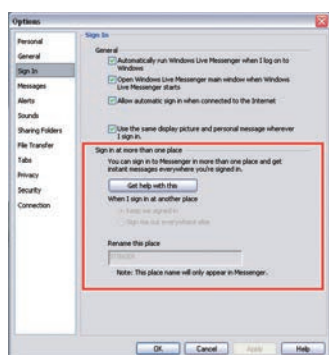 Options
Personal
General
Sign In
Messages
Alerts
Sounds
Sharing Folders
File Transfer
Tabs
Privacy
Security
Connection
Sign In
General
Automatically run Windows Live Messenger when I log on to
Windows
Open Windows Live Messenger main window when Windows
Live Messenger starts
Allow automatic sign in when connected to the Internet
Use the same display picture and personal message wherever
I sign in.
Sign in at more than one place
You can sign in to Messenger in more than one place and get
instant messages everywhere you're signed in.
Get help with this
When I sign in at another place
Keep me signed in
Sign me out everywhere else
Rename this place
Note: This place name will only appear in Messenger.
OK
Cancel
Apply
Help